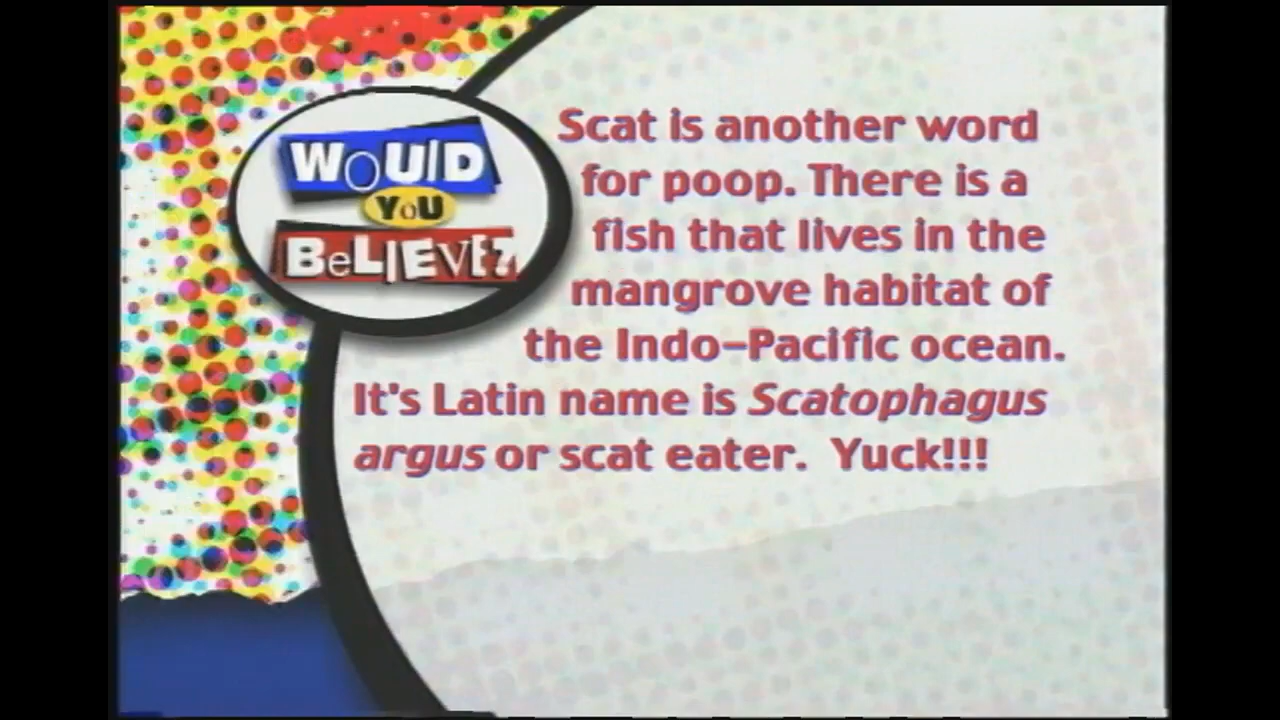 WOUlD
YoU
BeLIEVE?
Scat is another word
for poop. There is a
fish that lives in the
mangrove habitat of
the Indo-Pacific ocean.
It's Latin name is Scatophagus
argus or scat eater. Yuck!!!